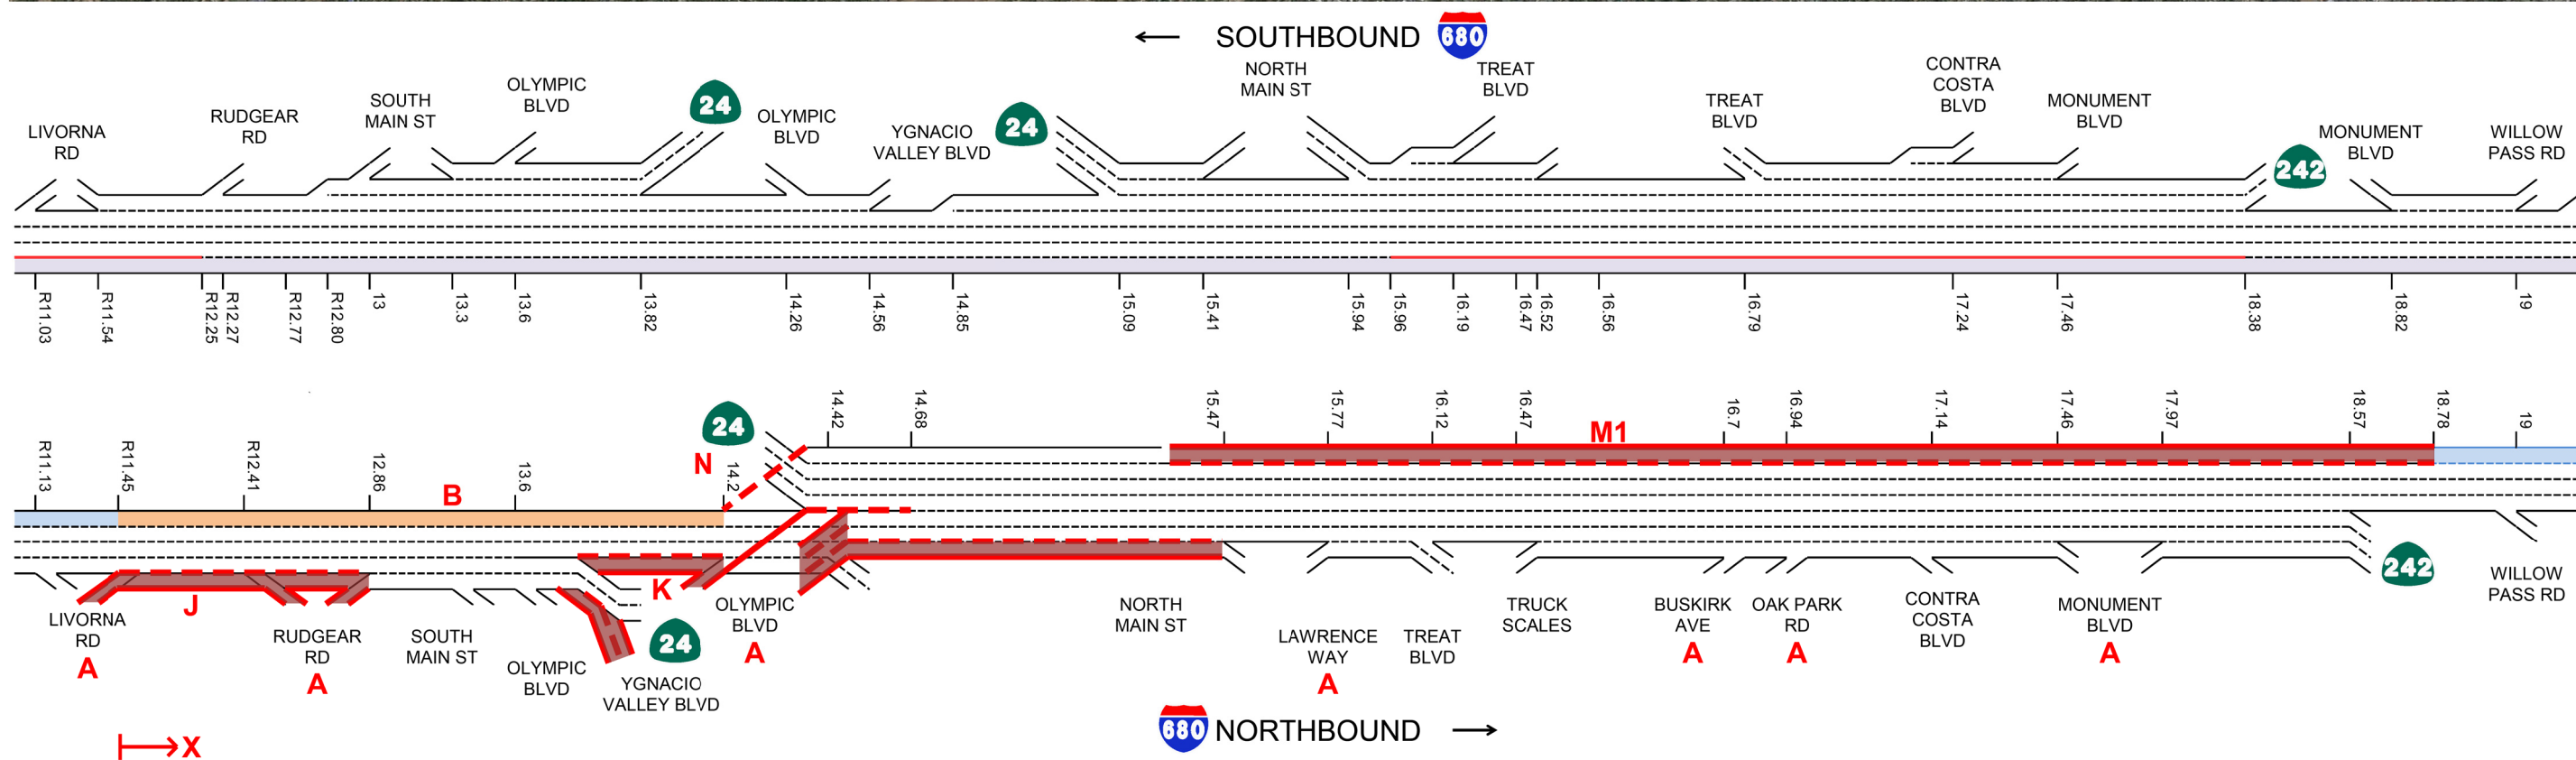 ← SOUTHBOUND 680
LIVORNA
RD
RUDGEAR
RD
SOUTH
MAIN ST
OLYMPIC
BLVD
24
OLYMPIC
BLVD
YGNACIO
VALLEY BLVD
24
NORTH
MAIN ST
TREAT
BLVD
TREAT
BLVD
CONTRA
COSTA
BLVD
MONUMENT
BLVD
242
MONUMENT
BLVD
WILLOW
PASS RD
R11.03
R11.54
R12.25
R12.27
R12.77
R12.80
13
13.3
13.6
13.82
14.26
14.56
14.85
15.09
15.41
15.94
15.96
16.19
16.47
16.52
16.56
16.79
17.24
17.46
18.38
18.82
19
R11.13
R11.45
R12.41
12.86
13.6
14.2
14.42
14.68
15.47
15.77
16.12
16.47
16.7
16.94
17.14
17.46
17.97
18.57
18.78
19
24
N
B
M1
J
K
LIVORNA
RD
A
RUDGEAR
RD
A
SOUTH
MAIN ST
OLYMPIC
BLVD
24
YGNACIO
VALLEY BLVD
OLYMPIC
BLVD
A
NORTH
MAIN ST
LAWRENCE
WAY
A
TREAT
BLVD
TRUCK
SCALES
BUSKIRK
AVE
A
OAK PARK
RD
A
CONTRA
COSTA
BLVD
MONUMENT
BLVD
A
242
WILLOW
PASS RD
X
680 NORTHBOUND →